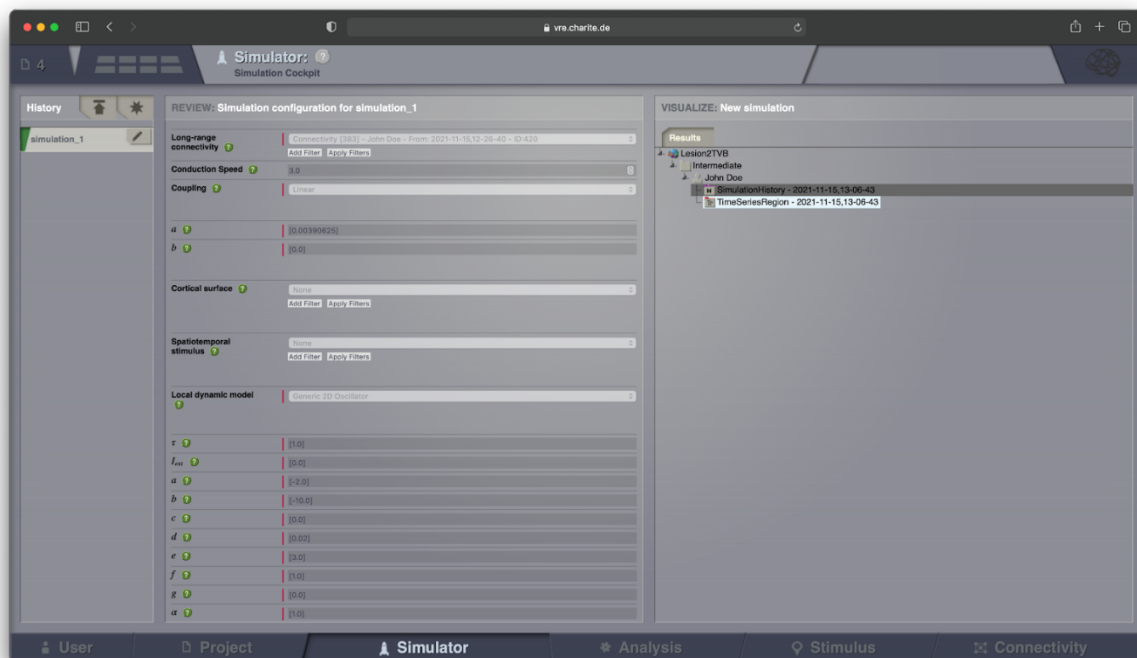 vre.charite.de
4
Simulator: ?
Simulation Cockpit
History
simulation_1
REVIEW: Simulation configuration for simulation_1
Long-range connectivity ? Connectivity [383] - John Doe - From: 2021-11-15,12-26-40 - ID:420
Add Filter Apply Filters
Conduction Speed ? 3.0
Coupling ? Linear
a ? [0.00390625]
b ? [0.0]
Cortical surface ? None
Add Filter Apply Filters
Spatiotemporal stimulus ? None
Add Filter Apply Filters
Local dynamic model ? Generic 2D Oscillator
τ ? [1.0]
I_ext ? [0.0]
a ? [-2.0]
b ? [-10.0]
c ? [0.0]
d ? [0.02]
e ? [3.0]
f ? [1.0]
g ? [0.0]
α ? [1.0]
VISUALIZE: New simulation
Results
Lesion2TVB
Intermediate
John Doe
SimulationHistory - 2021-11-15,13-06-43
TimeSeriesRegion - 2021-11-15,13-06-43
User
Project
Simulator
Analysis
Stimulus
Connectivity